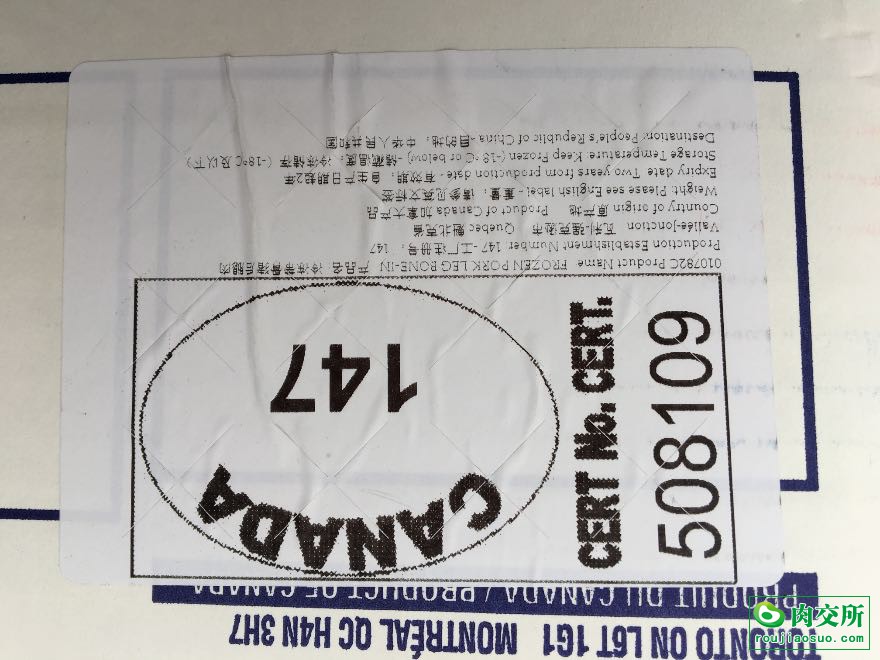 TORONTO ON L6T 1G1 MONTRÉAL QC H4N 3H7
PRODUIT DU CANADA / PRODUCT OF CANADA
CANADA
147
CERT No. CERT.
508109
010782C Product Name FROZEN PORK LEG BONE-IN 产品名: 冷冻带骨猪后腿肉
Production Establishment Number 147 -工厂注册号: 147
Vallée-Jonction 瓦利-强克逊市 Quebec 魁北克省
Country of origin 原产地 Product of Canada 加拿大产品
Weight Please see English label - 重量: 请参见英文标签
Expiry date Two years from production date - 有效期: 自生产日期起2年
Storage Temperature Keep Frozen (-18°C or below) -储藏温度: 冷冻储存 (-18°C及以下)
Destination: People's Republic of China -目的地: 中华人民共和国
肉交所
roujiaosuo.com